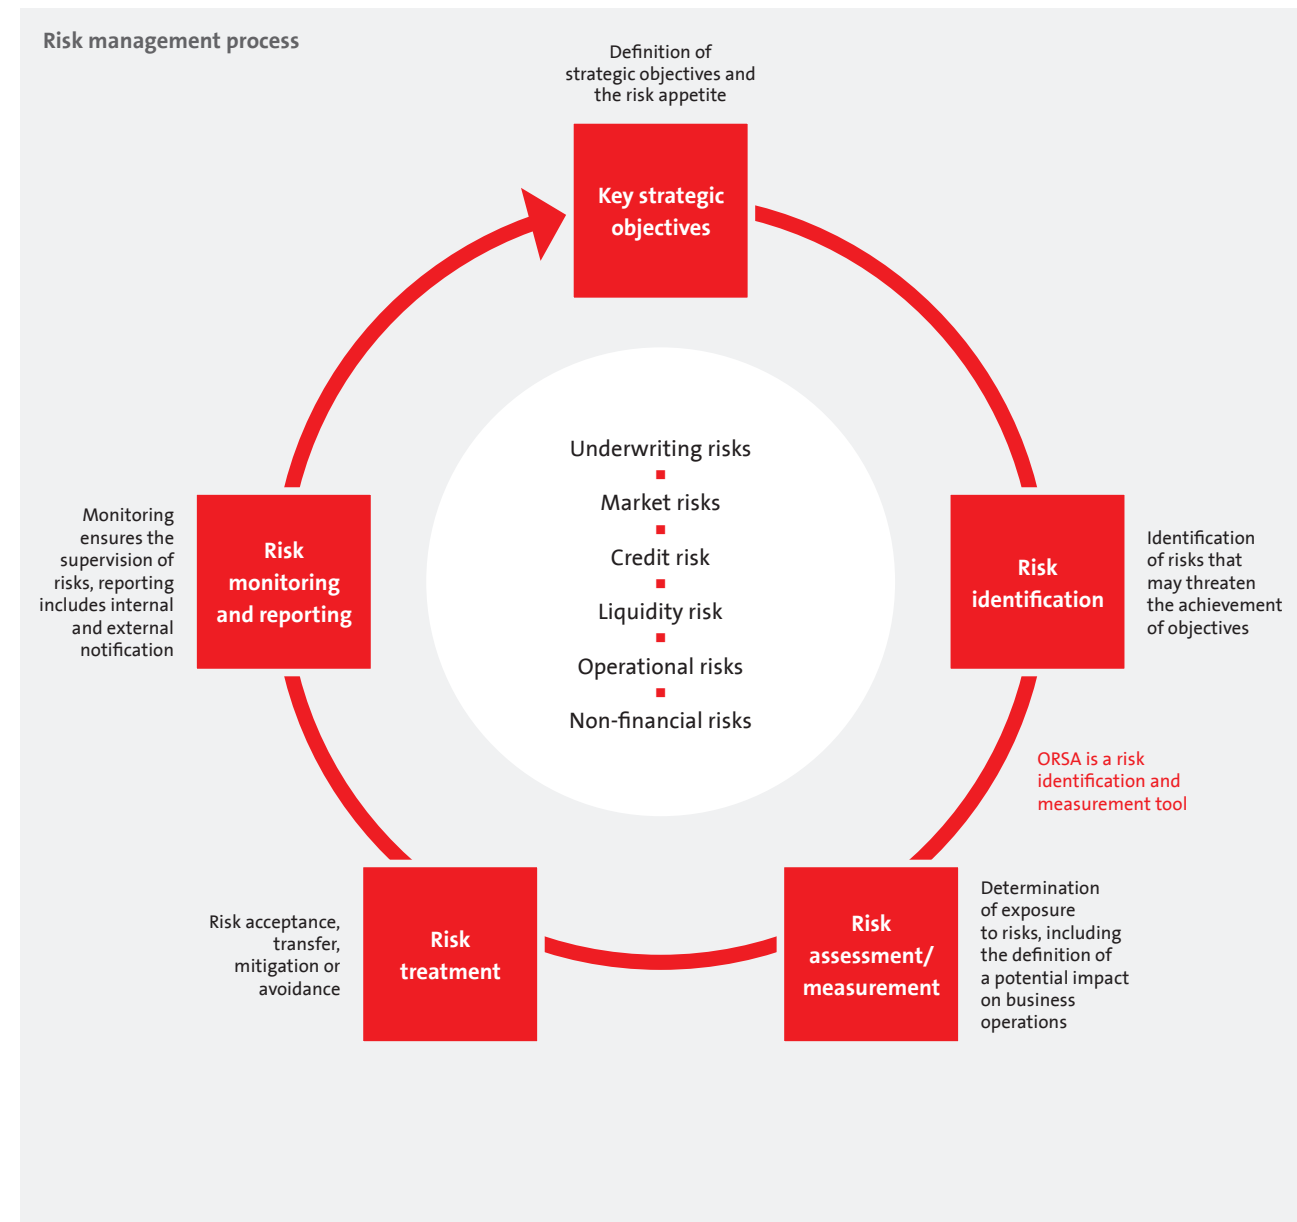 Risk management process
Definition of
strategic objectives and
the risk appetite
Key strategic
objectives
Underwriting risks
Market risks
Credit risk
Liquidity risk
Operational risks
Non-financial risks
Risk
identification
Identification
of risks that
may threaten
the achievement
of objectives
ORSA is a risk
identification and
measurement tool
Risk
assessment/
measurement
Determination
of exposure
to risks, including
the definition of
a potential impact
on business
operations
Risk
treatment
Risk acceptance,
transfer,
mitigation or
avoidance
Risk
monitoring
and reporting
Monitoring
ensures the
supervision of
risks, reporting
includes internal
and external
notification